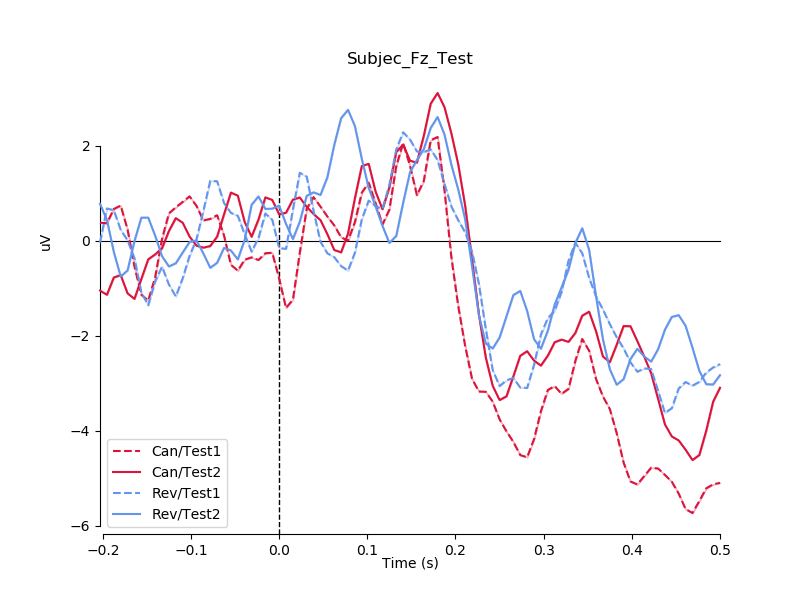 Subjec_Fz_Test
uV
2
0
−2
−4
−6
Can/Test1
Can/Test2
Rev/Test1
Rev/Test2
−0.2 −0.1 0.0 0.1 0.2 0.3 0.4 0.5
Time (s)